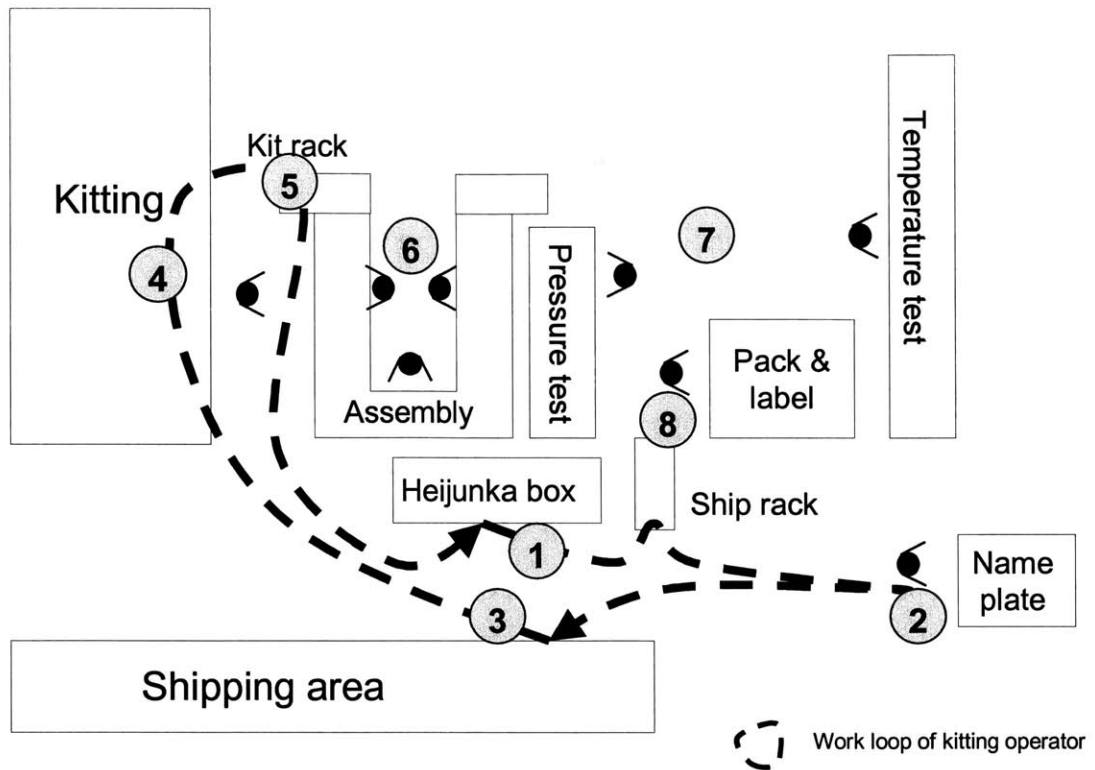 Kit rack
5
Kitting
6
7
4
Pressure test
Temperature test
Pack &
label
Assembly
8
Heijunka box
Ship rack
1
Name
plate
3
2
Shipping area
Work loop of kitting operator